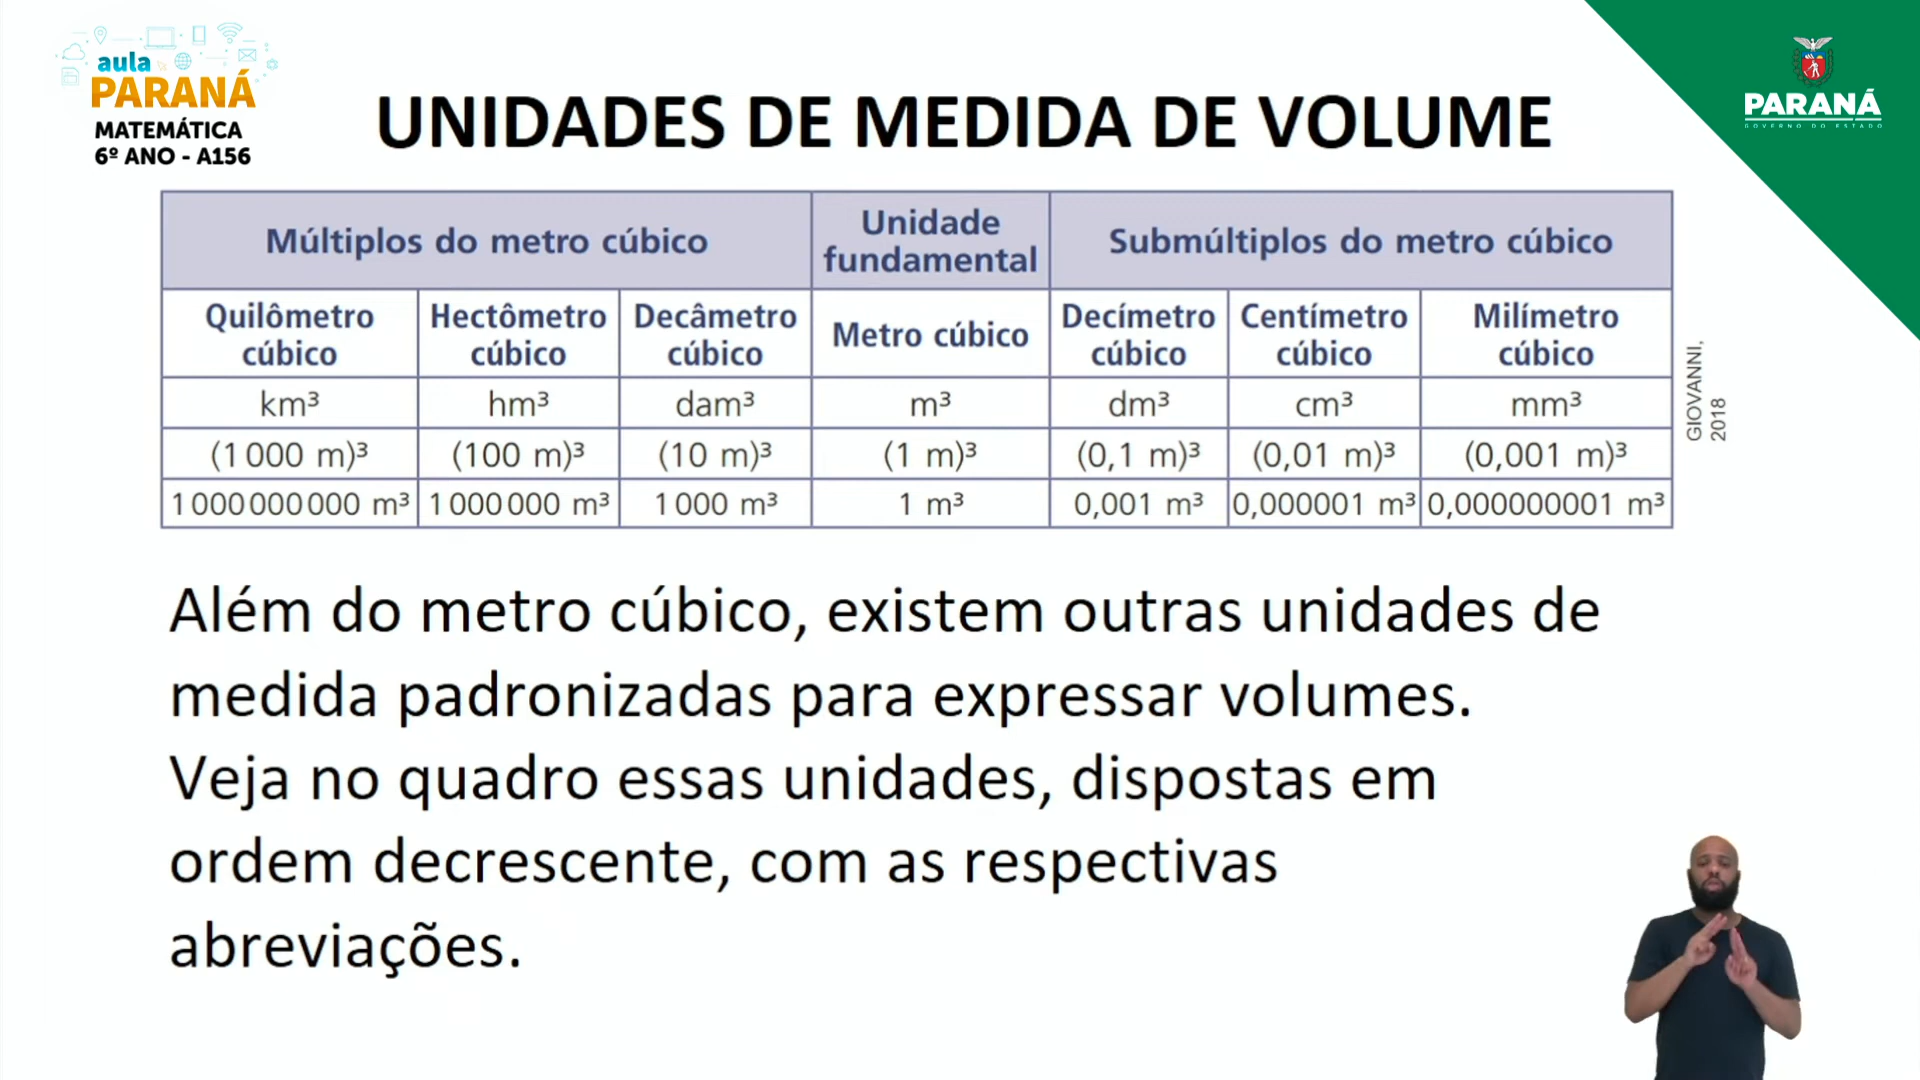 aula
PARANÁ
MATEMÁTICA
6º ANO - A156
UNIDADES DE MEDIDA DE VOLUME
PARANÁ
GOVERNO DO ESTADO
Múltiplos do metro cúbico Unidade fundamental Submúltiplos do metro cúbico
Quilômetro cúbico Hectômetro cúbico Decâmetro cúbico Metro cúbico Decímetro cúbico Centímetro cúbico Milímetro cúbico
km³ hm³ dam³ m³ dm³ cm³ mm³
(1 000 m)³ (100 m)³ (10 m)³ (1 m)³ (0,1 m)³ (0,01 m)³ (0,001 m)³
1 000 000 000 m³ 1 000 000 m³ 1 000 m³ 1 m³ 0,001 m³ 0,000001 m³ 0,000000001 m³
GIOVANNI,
2018
Além do metro cúbico, existem outras unidades de
medida padronizadas para expressar volumes.
Veja no quadro essas unidades, dispostas em
ordem decrescente, com as respectivas
abreviações.